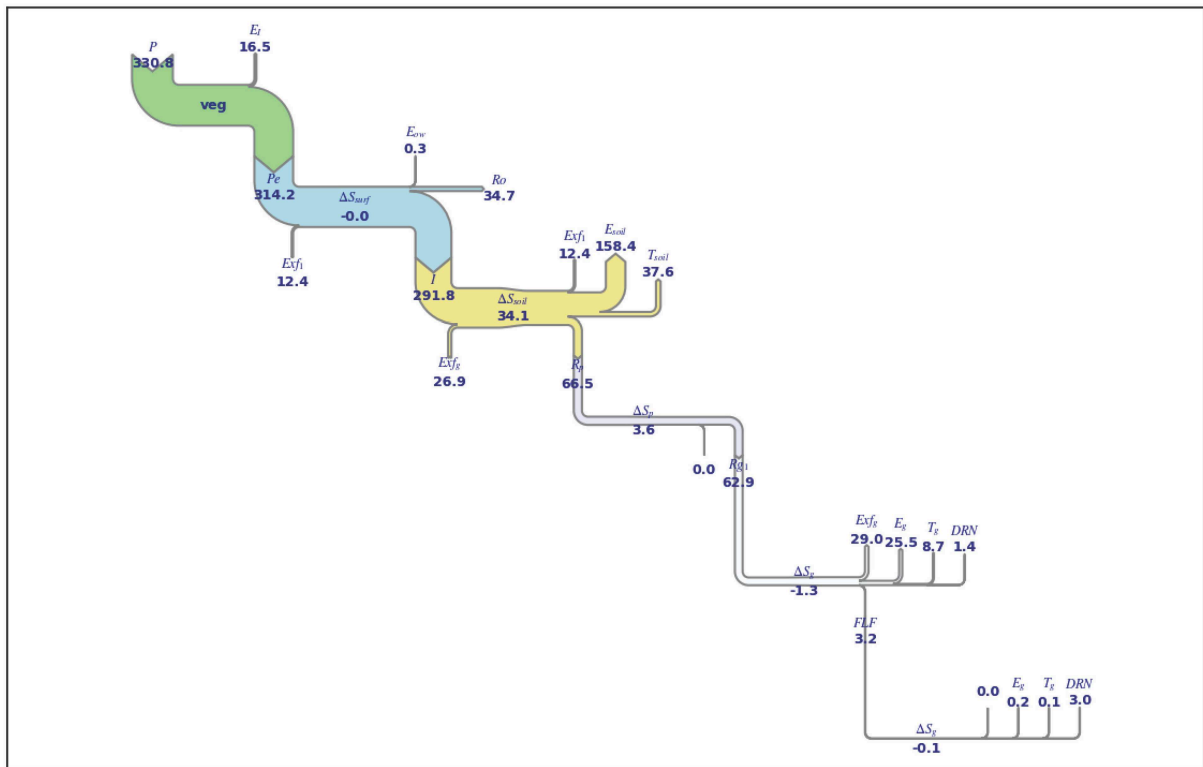 P
330.8
E_I
16.5
veg
E_ow
0.3
Pe
314.2
ΔS_surf
-0.0
Ro
34.7
Exf_1
12.4
I
291.8
Exf_1
12.4
E_soil
158.4
T_soil
37.6
ΔS_soil
34.1
Exf_g
26.9
R_p
66.5
ΔS_p
3.6
0.0
Rg_1
62.9
Exf_g
29.0
E_g
25.5
T_g
8.7
DRN
1.4
ΔS_g
-1.3
FLF
3.2
0.0
E_g
0.2
T_g
0.1
DRN
3.0
ΔS_g
-0.1